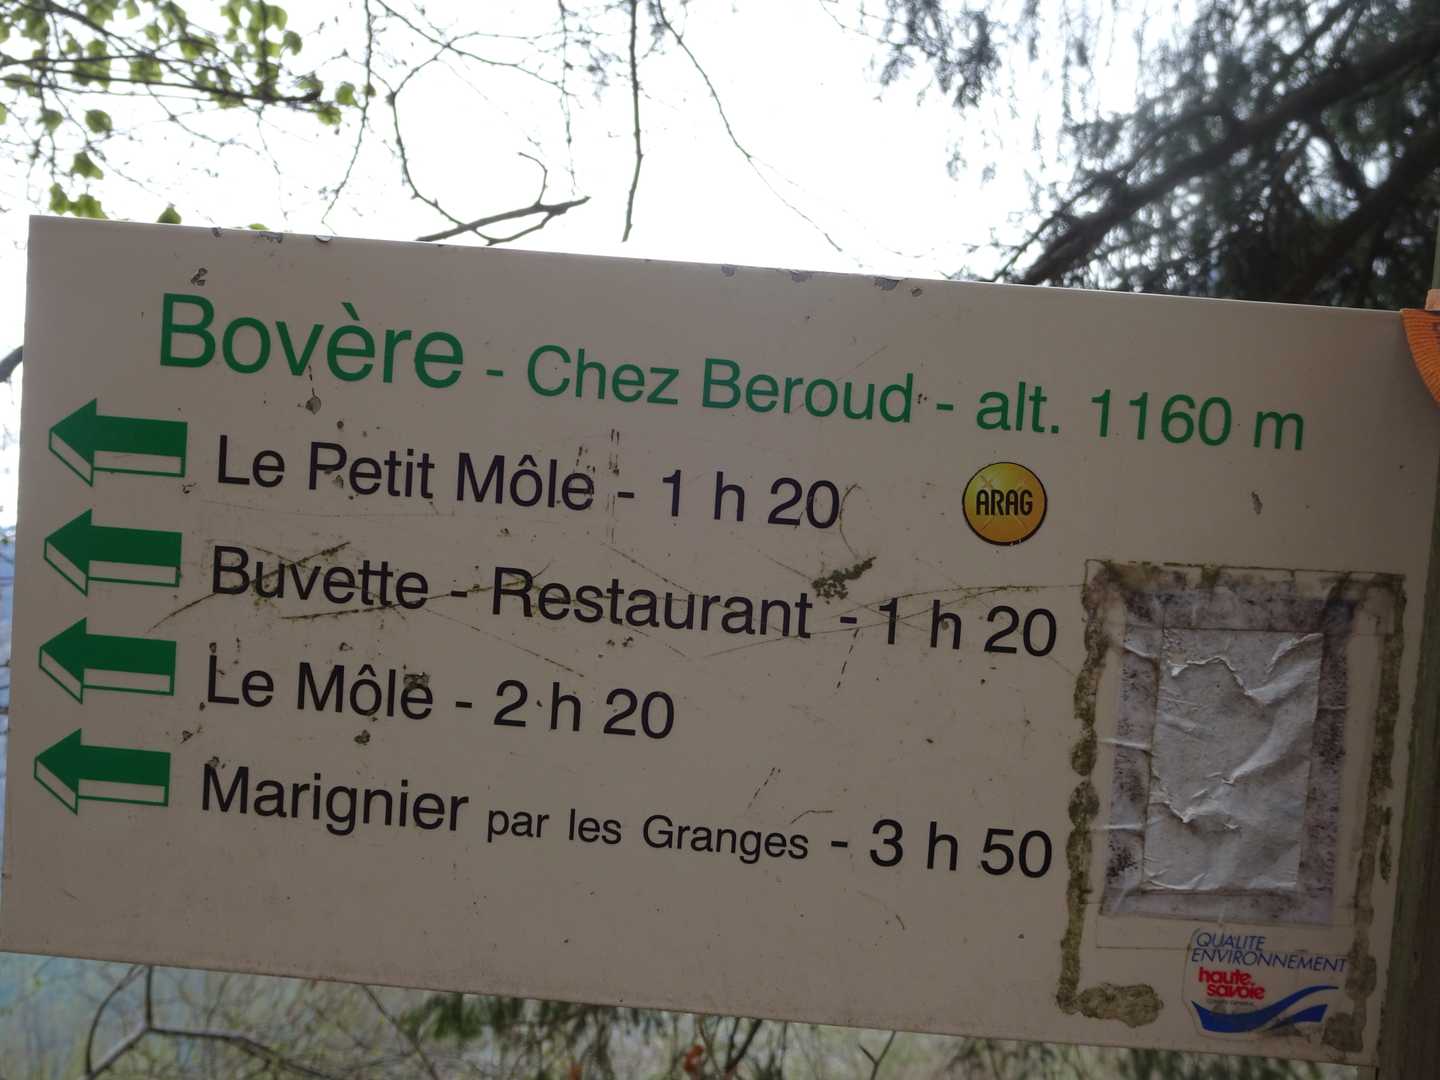 Bovère - Chez Beroud - alt. 1160 m
Le Petit Môle - 1 h 20
ARAG
Buvette - Restaurant - 1 h 20
Le Môle - 2 h 20
Marignier par les Granges - 3 h 50
QUALITE
ENVIRONNEMENT
haute
savoie